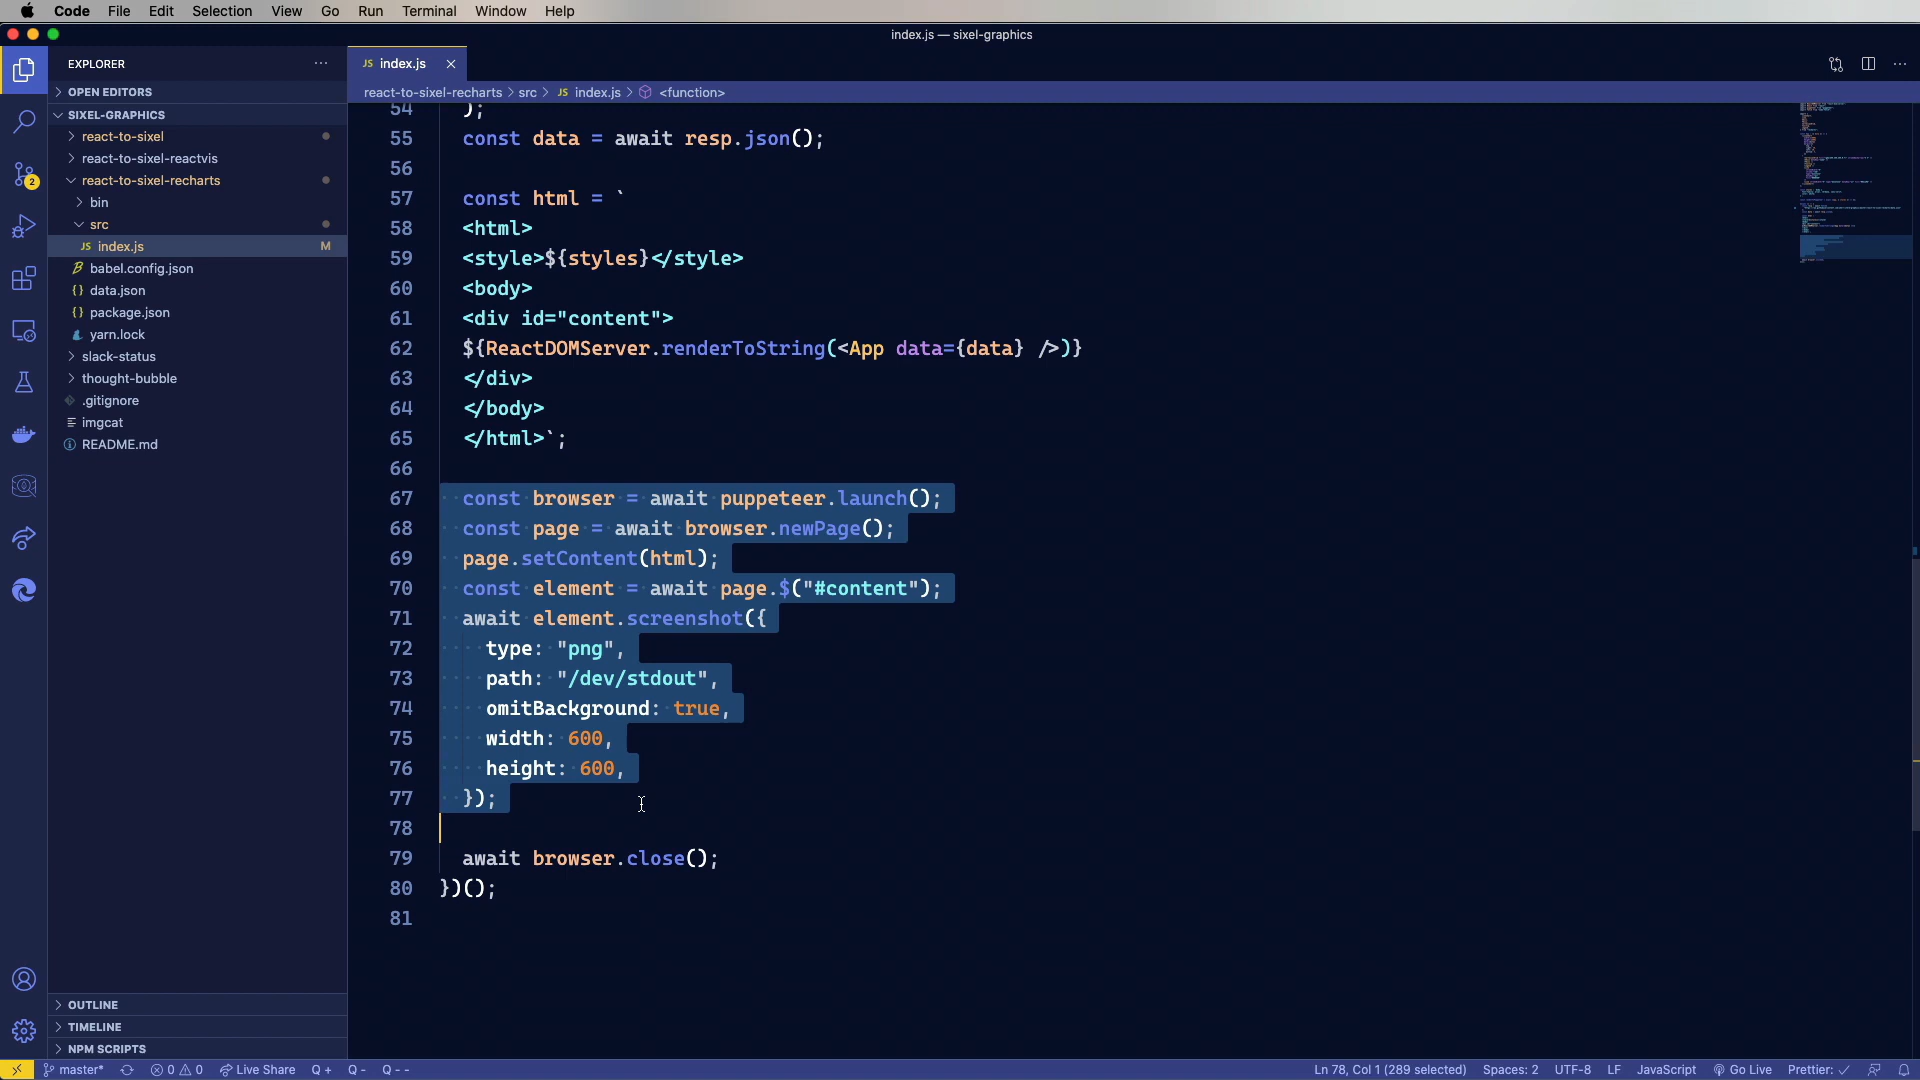 Code File Edit Selection View Go Run Terminal Window Help
index.js — sixel-graphics
EXPLORER
JS index.js
OPEN EDITORS
react-to-sixel-recharts > src > JS index.js > <function>
SIXEL-GRAPHICS
react-to-sixel
react-to-sixel-reactvis
react-to-sixel-recharts
bin
src
JS index.js M
babel.config.json
{} data.json
{} package.json
yarn.lock
slack-status
thought-bubble
.gitignore
imgcat
README.md
2
54 );
55 const data = await resp.json();
56
57 const html = `
58 <html>
59 <style>${styles}</style>
60 <body>
61 <div id="content">
62 ${ReactDOMServer.renderToString(<App data={data} />)}
63 </div>
64 </body>
65 </html>`;
66
67 const browser = await puppeteer.launch();
68 const page = await browser.newPage();
69 page.setContent(html);
70 const element = await page.$("#content");
71 await element.screenshot({
72 type: "png",
73 path: "/dev/stdout",
74 omitBackground: true,
75 width: 600,
76 height: 600,
77 });
78
79 await browser.close();
80 })();
81
OUTLINE
TIMELINE
NPM SCRIPTS
master* 0 0 Live Share Q + Q - Q - - Ln 78, Col 1 (289 selected) Spaces: 2 UTF-8 LF JavaScript Go Live Prettier: ✓